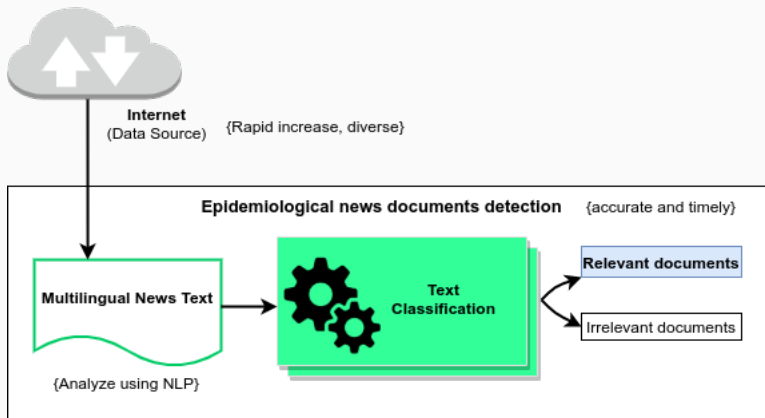 Internet
(Data Source)
{Rapid increase, diverse}
Epidemiological news documents detection
{accurate and timely}
Multilingual News Text
{Analyze using NLP}
Text
Classification
Relevant documents
Irrelevant documents